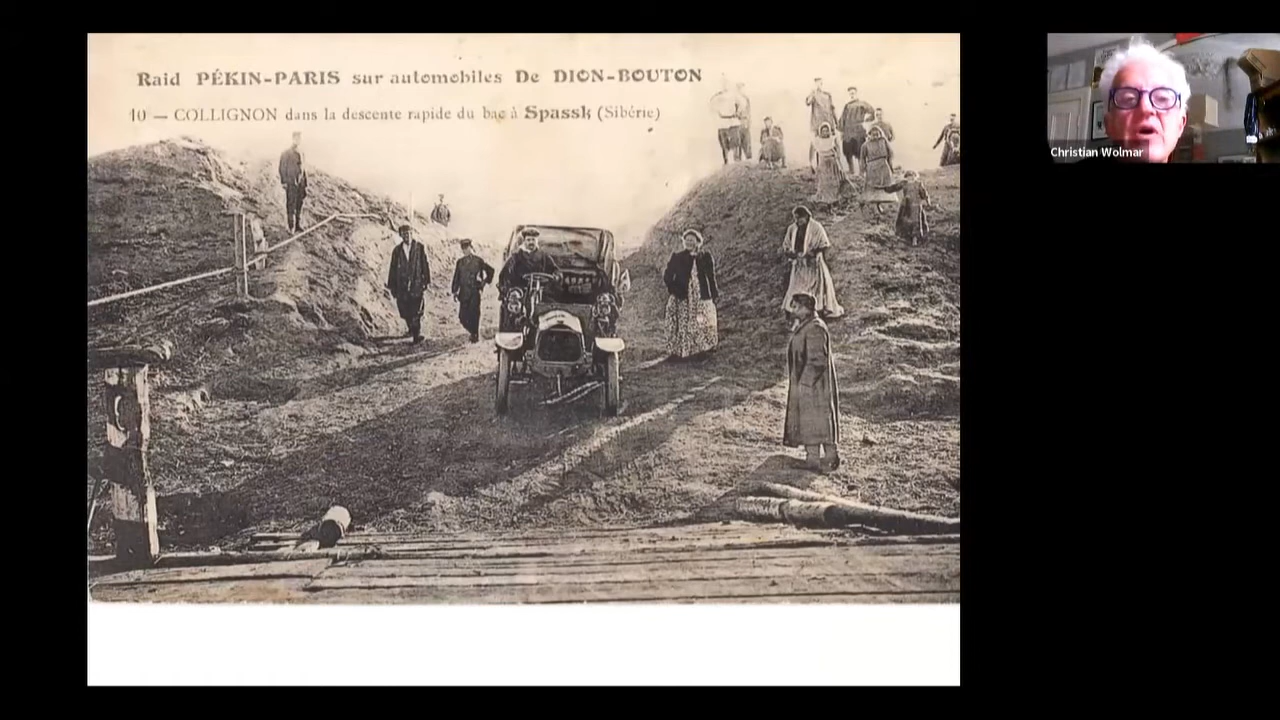 Raid PÉKIN-PARIS sur automobiles De DION-BOUTON
10 — COLLIGNON dans la descente rapide du bac à Spassk (Sibérie)
Christian Wolmar